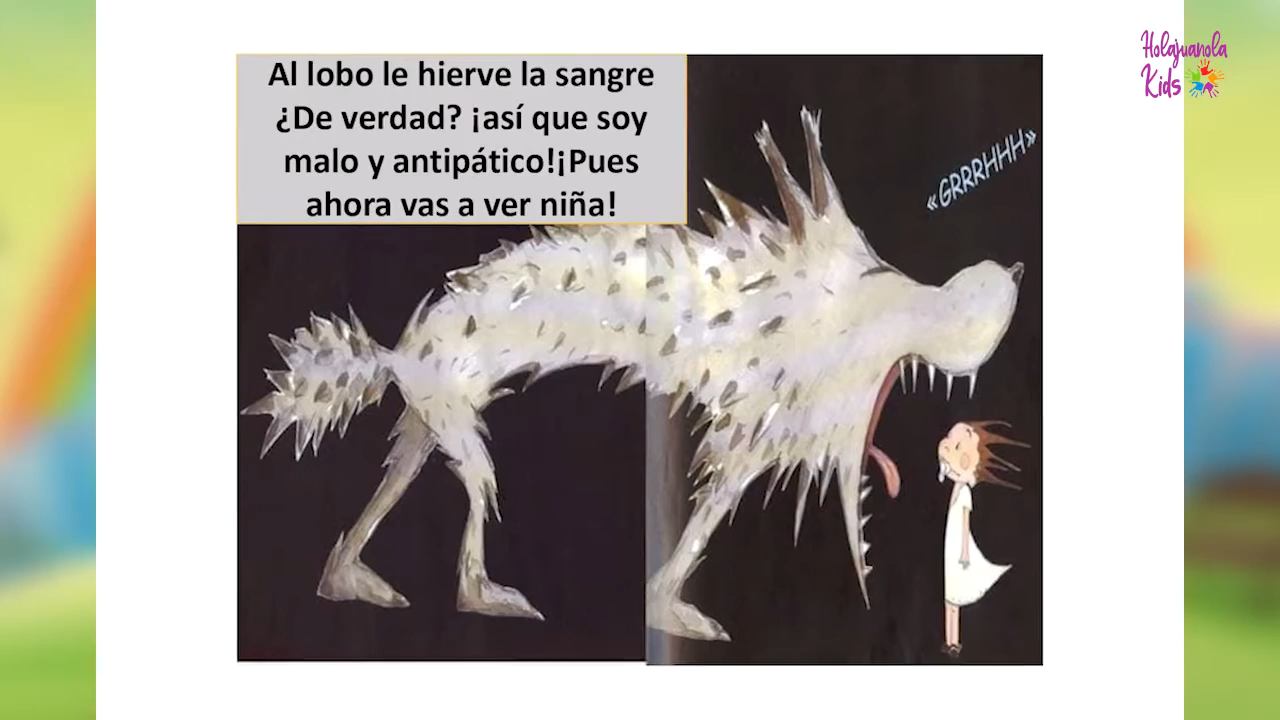 Al lobo le hierve la sangre
¿De verdad? ¡así que soy
malo y antipático!¡Pues
ahora vas a ver niña!
«GRRRHHH»
Holajuanola
Kids